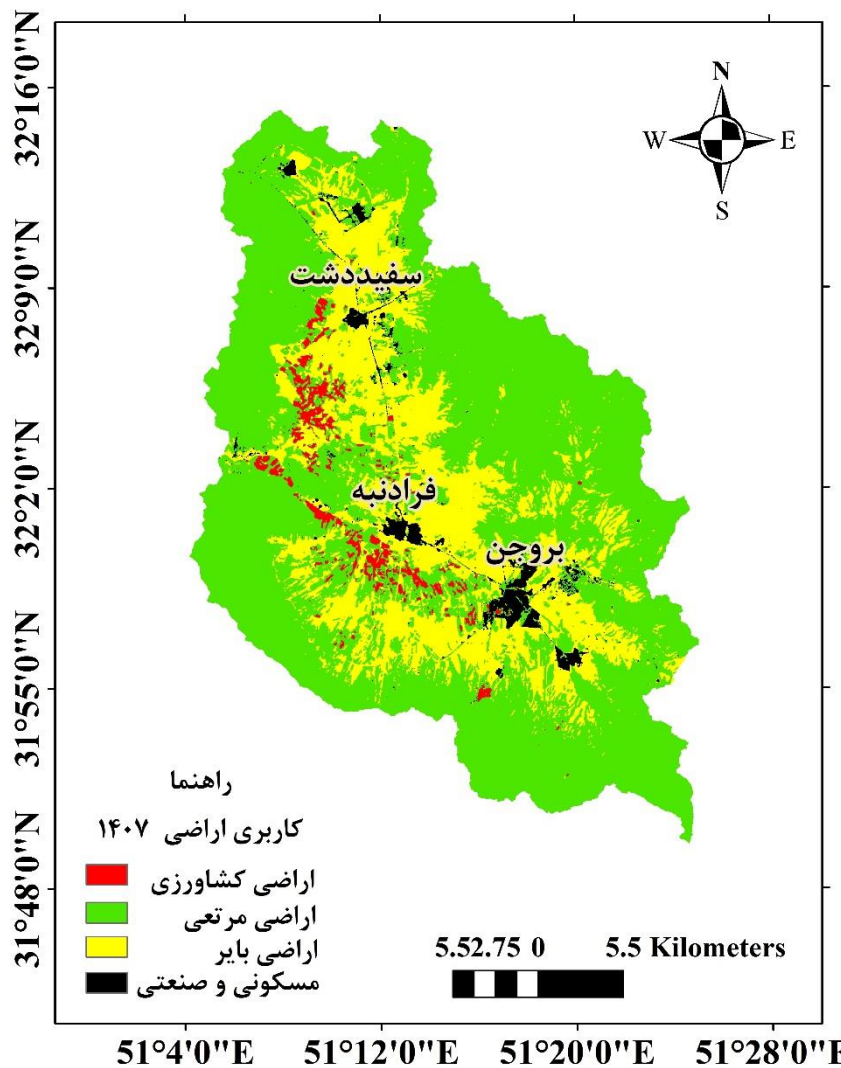 N
W E
S
32°16'0"N
32°9'0"N
32°2'0"N
31°55'0"N
31°48'0"N
سفیددشت
فرادنبه
بروجن
راهنما
کاربری اراضی ۱۴۰۷
اراضی کشاورزی
اراضی مرتعی
اراضی بایر
مسکونی و صنعتی
5.52.75 0 5.5 Kilometers
51°4'0"E 51°12'0"E 51°20'0"E 51°28'0"E